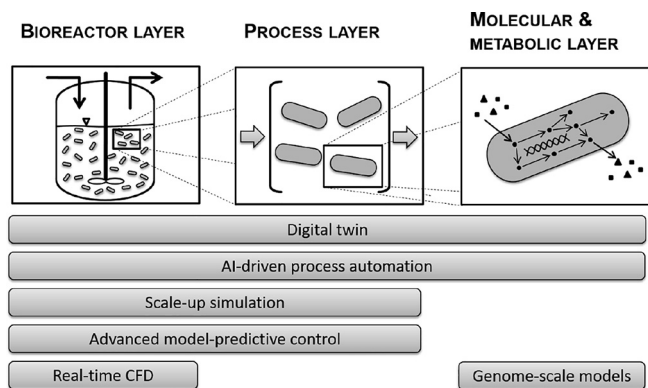 BIOREACTOR LAYER
PROCESS LAYER
MOLECULAR &
METABOLIC LAYER
Digital twin
AI-driven process automation
Scale-up simulation
Advanced model-predictive control
Real-time CFD
Genome-scale models